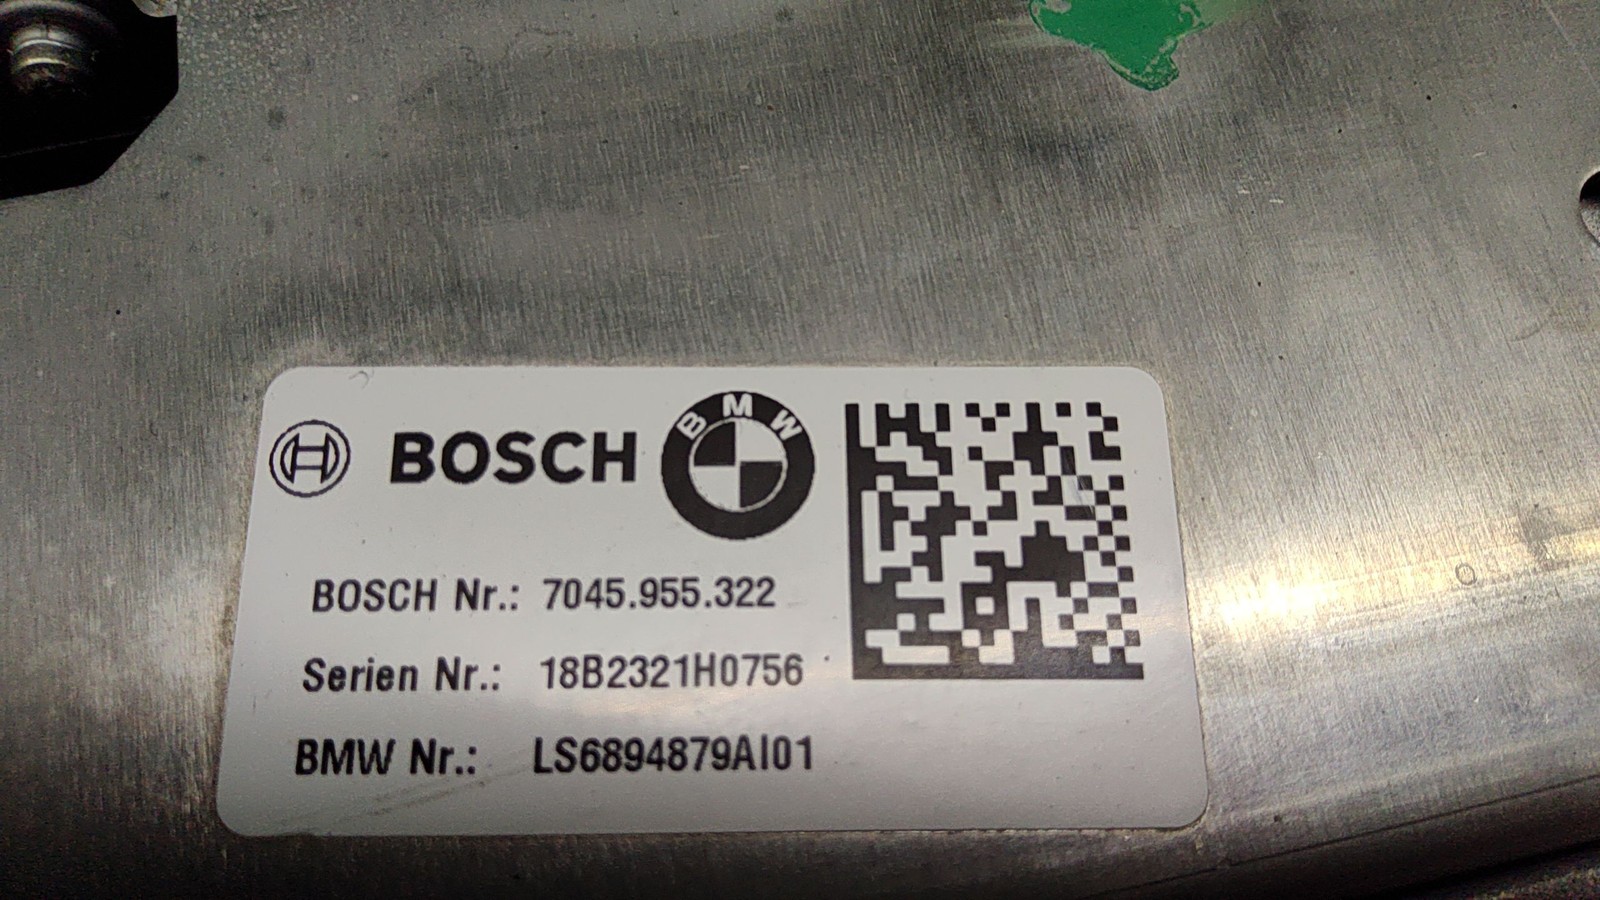 BOSCH
BMW
BOSCH Nr.: 7045.955.322
Serien Nr.: 18B2321H0756
BMW Nr.: LS6894879AI01